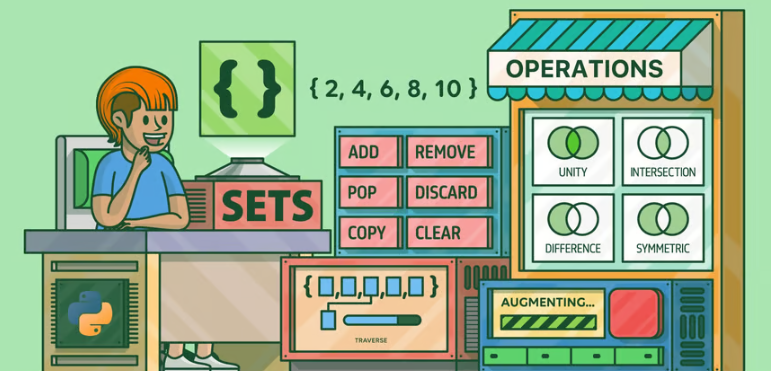 { }
{ 2, 4, 6, 8, 10 }
OPERATIONS
SETS
ADD
REMOVE
POP
DISCARD
COPY
CLEAR
UNITY
INTERSECTION
DIFFERENCE
SYMMETRIC
{ , , , , }
TRAVERSE
AUGMENTING...